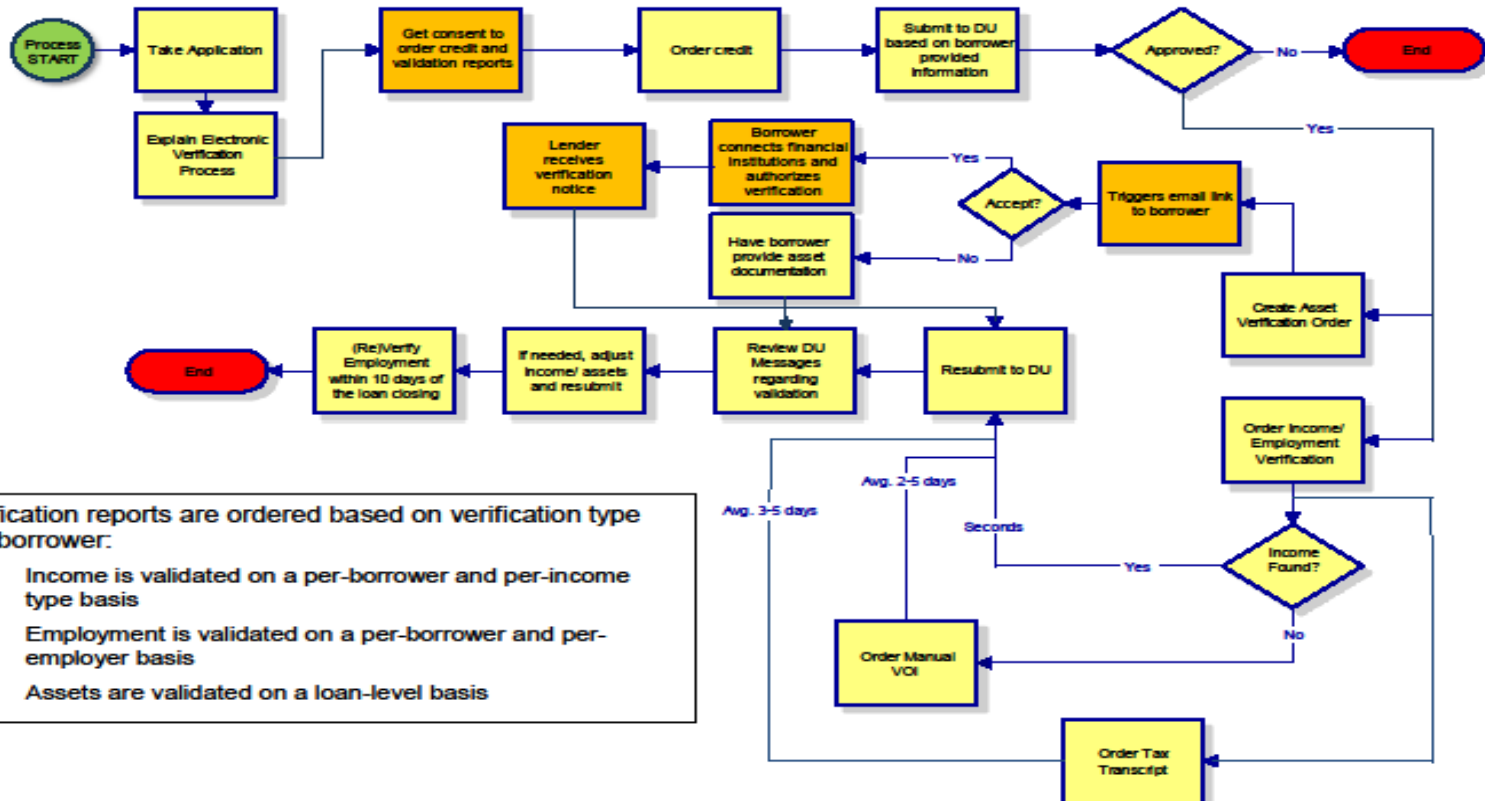 Process
START
Take Application
Get consent to
order credit and
validation reports
Order credit
Submit to DU
based on borrower
provided
information
Approved?
No
End
Explain Electronic
Verification
Process
Yes
Lender
receives
verification
notice
Borrower
connects financial
institutions and
authorizes
verification
Yes
Accept?
Triggers email link
to borrower
Have borrower
provide asset
documentation
No
Create Asset
Verification Order
End
(Re)Verify
Employment
within 10 days of
the loan closing
If needed, adjust
income/ assets
and resubmit
Review DU
Messages
regarding
validation
Resubmit to DU
Order Income/
Employment
Verification
Avg. 3-5 days
Avg. 2-5 days
Seconds
Yes
Income
Found?
No
Order Manual
VOI
Order Tax
Transcript
fication reports are ordered based on verification type
borrower:
Income is validated on a per-borrower and per-income
type basis
Employment is validated on a per-borrower and per-
employer basis
Assets are validated on a loan-level basis